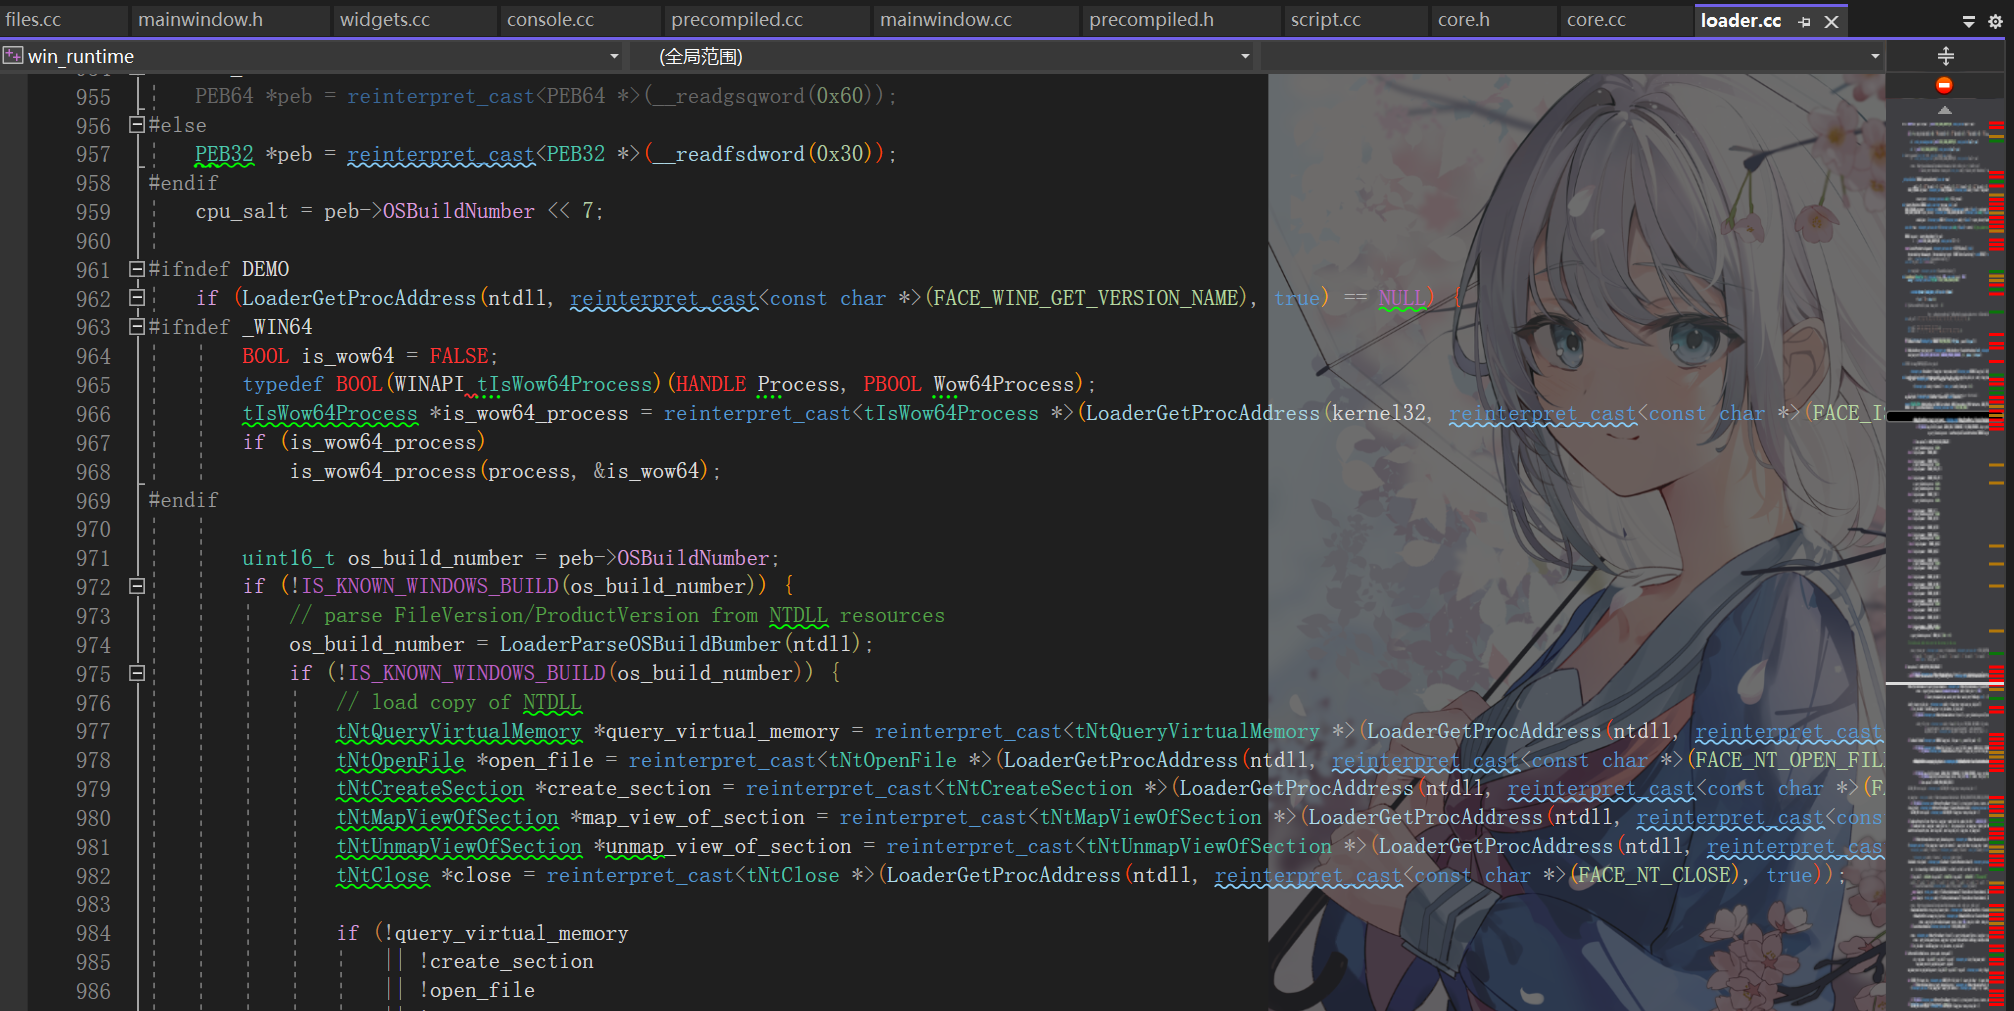 files.cc mainwindow.h widgets.cc console.cc precompiled.cc mainwindow.cc precompiled.h script.cc core.h core.cc loader.cc
win_runtime (全局范围)
955 PEB64 *peb = reinterpret_cast<PEB64 *>(__readgsqword(0x60));
956 #else
957 PEB32 *peb = reinterpret_cast<PEB32 *>(__readfsdword(0x30));
958 #endif
959 cpu_salt = peb->OSBuildNumber << 7;
960
961 #ifndef DEMO
962 if (LoaderGetProcAddress(ntdll, reinterpret_cast<const char *>(FACE_WINE_GET_VERSION_NAME), true) == NULL) {
963 #ifndef _WIN64
964 BOOL is_wow64 = FALSE;
965 typedef BOOL(WINAPI tIsWow64Process)(HANDLE Process, PBOOL Wow64Process);
966 tIsWow64Process *is_wow64_process = reinterpret_cast<tIsWow64Process *>(LoaderGetProcAddress(kernel32, reinterpret_cast<const char *>(FACE_I
967 if (is_wow64_process)
968 is_wow64_process(process, &is_wow64);
969 #endif
970
971 uint16_t os_build_number = peb->OSBuildNumber;
972 if (!IS_KNOWN_WINDOWS_BUILD(os_build_number)) {
973 // parse FileVersion/ProductVersion from NTDLL resources
974 os_build_number = LoaderParseOSBuildBumber(ntdll);
975 if (!IS_KNOWN_WINDOWS_BUILD(os_build_number)) {
976 // load copy of NTDLL
977 tNtQueryVirtualMemory *query_virtual_memory = reinterpret_cast<tNtQueryVirtualMemory *>(LoaderGetProcAddress(ntdll, reinterpret_cast
978 tNtOpenFile *open_file = reinterpret_cast<tNtOpenFile *>(LoaderGetProcAddress(ntdll, reinterpret_cast<const char *>(FACE_NT_OPEN_FIL
979 tNtCreateSection *create_section = reinterpret_cast<tNtCreateSection *>(LoaderGetProcAddress(ntdll, reinterpret_cast<const char *>(F
980 tNtMapViewOfSection *map_view_of_section = reinterpret_cast<tNtMapViewOfSection *>(LoaderGetProcAddress(ntdll, reinterpret_cast<cons
981 tNtUnmapViewOfSection *unmap_view_of_section = reinterpret_cast<tNtUnmapViewOfSection *>(LoaderGetProcAddress(ntdll, reinterpret_cas
982 tNtClose *close = reinterpret_cast<tNtClose *>(LoaderGetProcAddress(ntdll, reinterpret_cast<const char *>(FACE_NT_CLOSE), true));
983
984 if (!query_virtual_memory
985 || !create_section
986 || !open_file